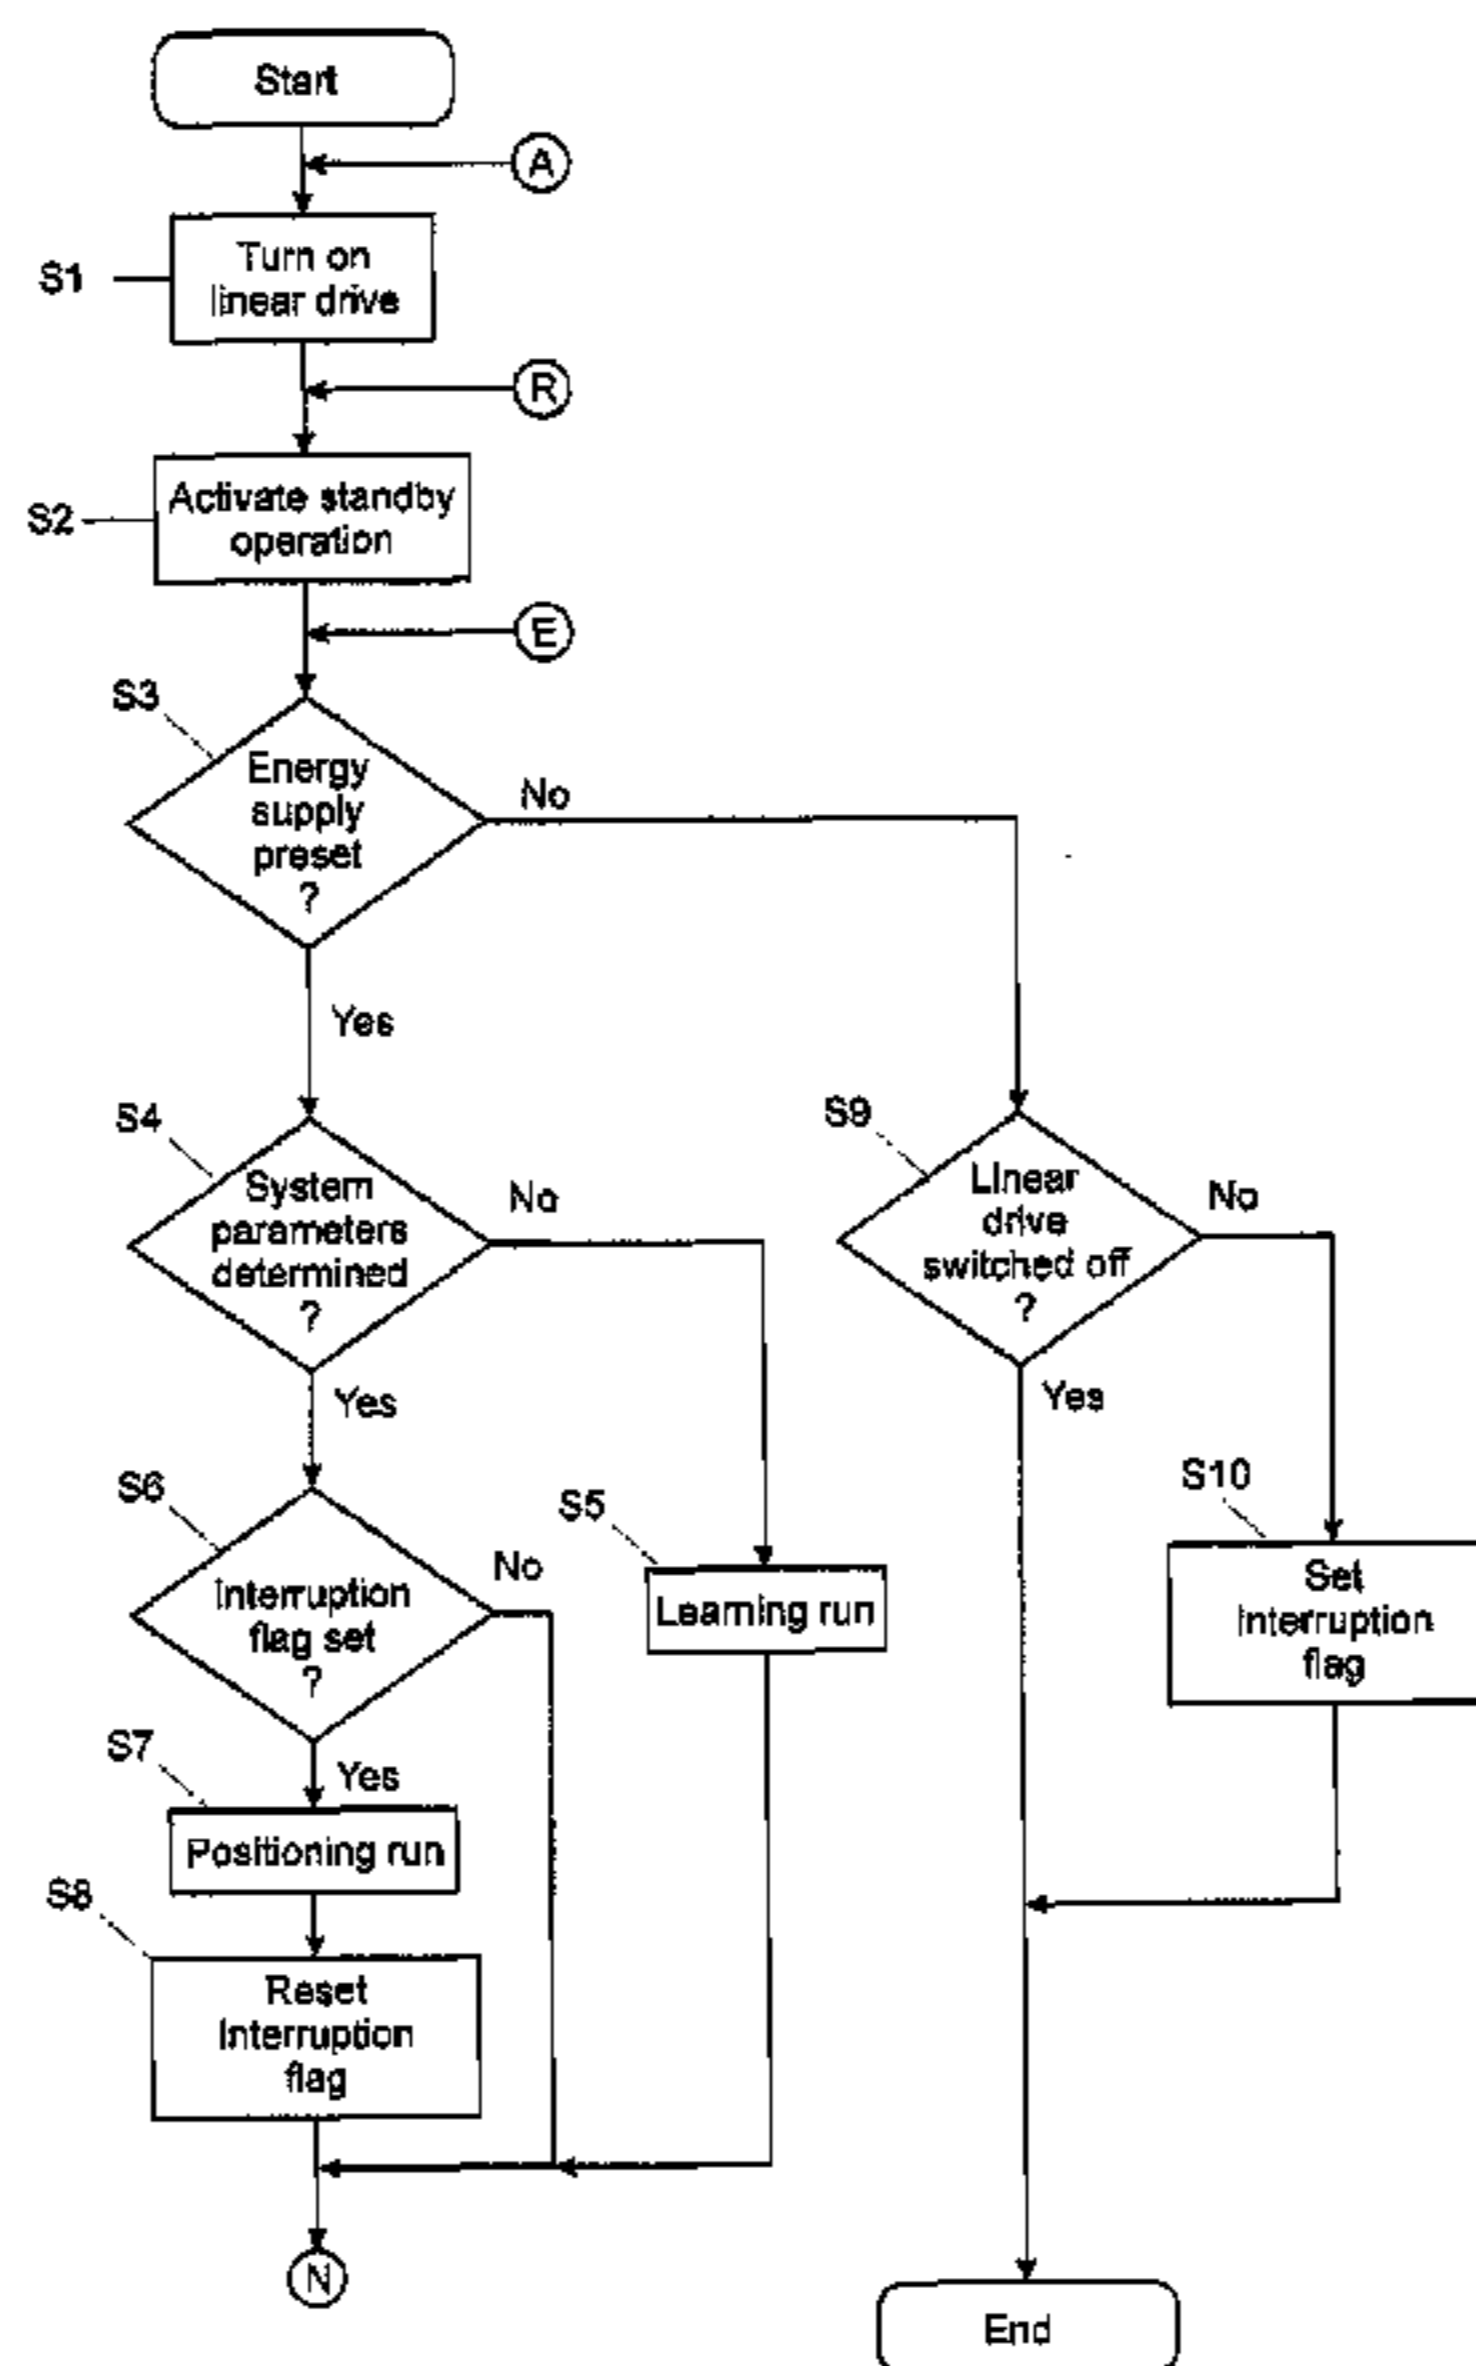 Start
A
S1
Turn on
linear drive
R
S2
Activate standby
operation
E
S3
Energy
supply
preset
?
No
Yes
S4
System
parameters
determined
?
No
Yes
S9
Linear
drive
switched off
?
No
Yes
S6
Interruption
flag set
?
No
Yes
S5
Learning run
S10
Set
Interruption
flag
S7
Positioning run
S8
Reset
Interruption
flag
N
End